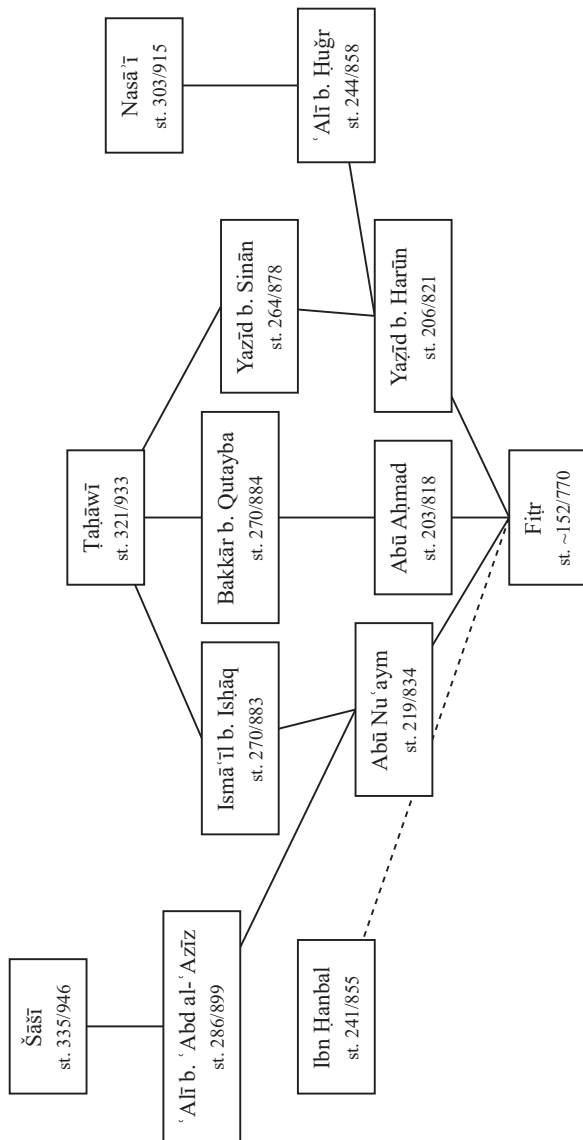 Šāšī
st. 335/946
ʿAlī b. ʿAbd al-ʿAzīz
st. 286/899
Ibn Ḥanbal
st. 241/855
Ṭaḥāwī
st. 321/933
Ismāʿīl b. Isḥāq
st. 270/883
Bakkār b. Qutayba
st. 270/884
Yazīd b. Sinān
st. 264/878
Abū Nuʿaym
st. 219/834
Abū Aḥmad
st. 203/818
Yaẓīd b. Harūn
st. 206/821
Nasāʾī
st. 303/915
ʿAlī b. Ḥuǧr
st. 244/858
Fiṭr
st. ~152/770